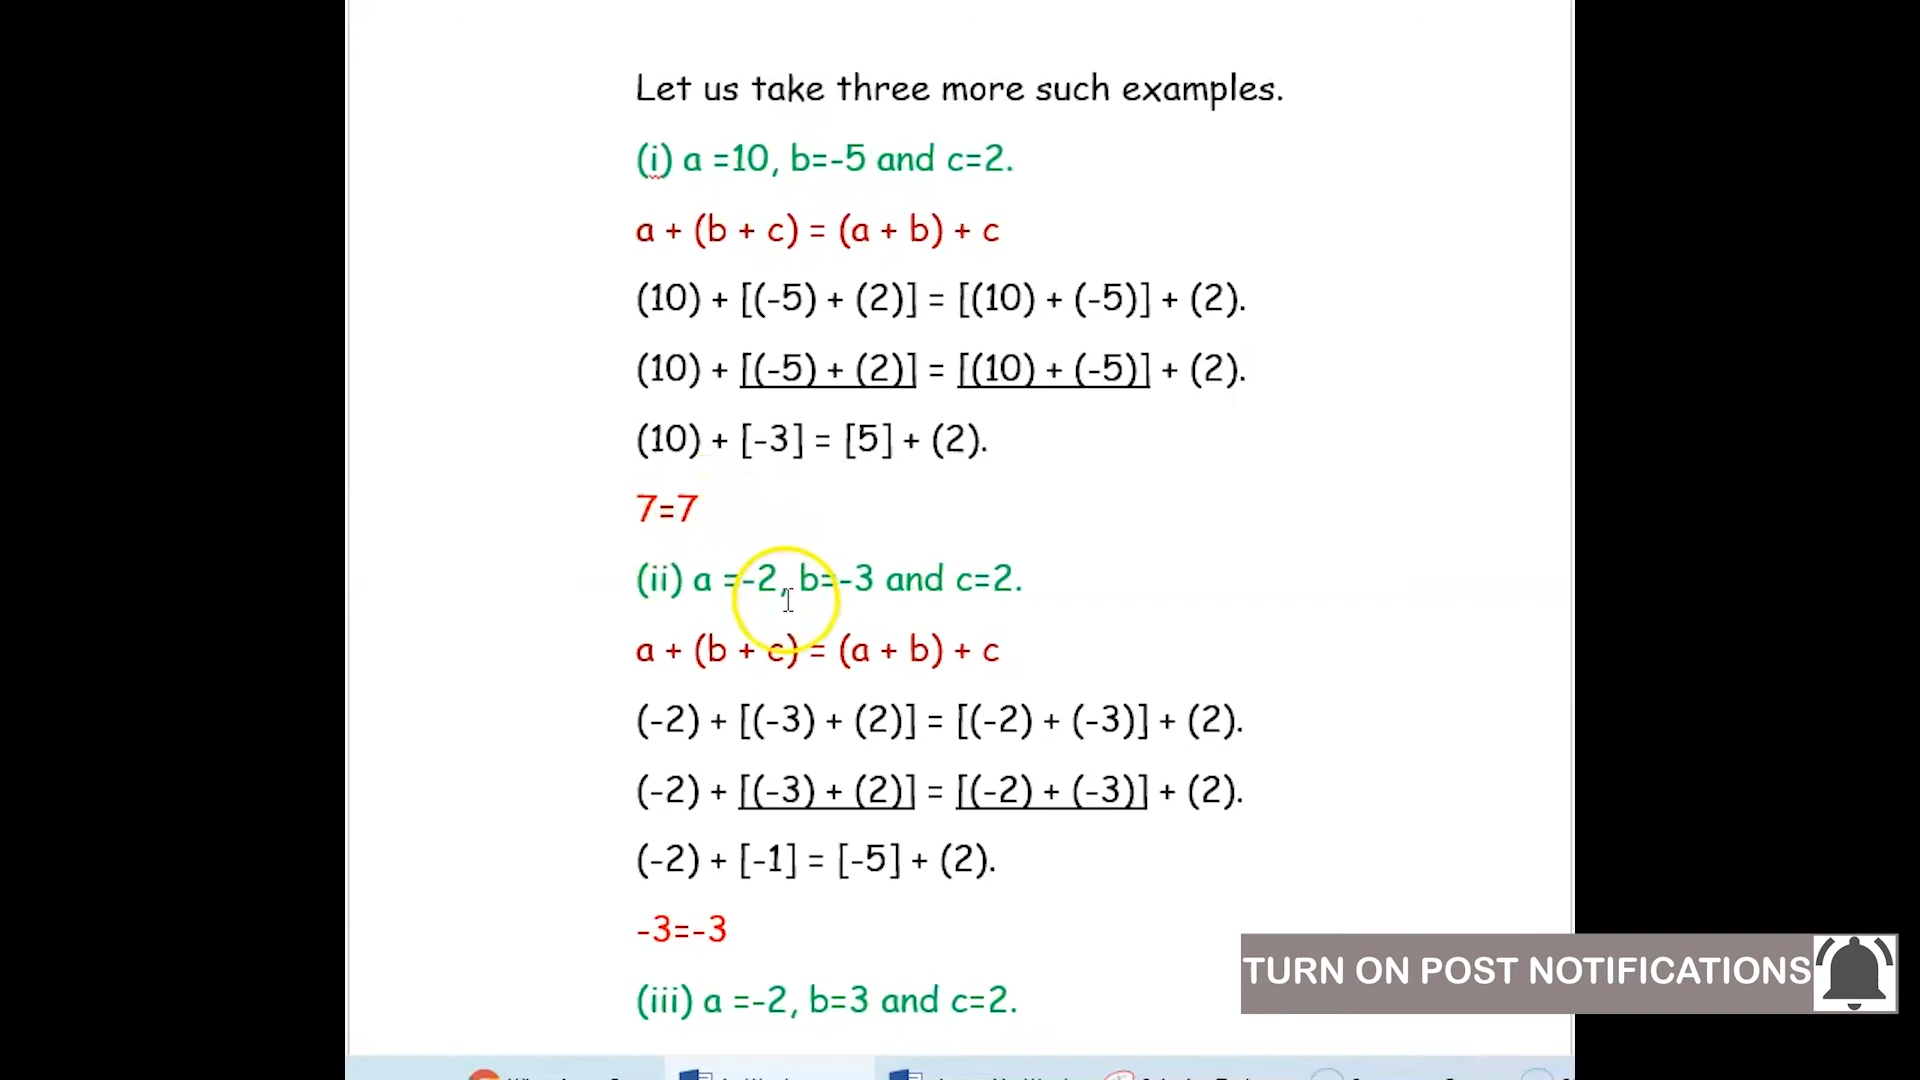 Let us take three more such examples.
(i) a =10, b=-5 and c=2.
a + (b + c) = (a + b) + c
(10) + [(-5) + (2)] = [(10) + (-5)] + (2).
(10) + [(-5) + (2)] = [(10) + (-5)] + (2).
(10) + [-3] = [5] + (2).
7=7
(ii) a =-2, b=-3 and c=2.
a + (b + c) = (a + b) + c
(-2) + [(-3) + (2)] = [(-2) + (-3)] + (2).
(-2) + [(-3) + (2)] = [(-2) + (-3)] + (2).
(-2) + [-1] = [-5] + (2).
-3=-3
TURN ON POST NOTIFICATIONS
(iii) a =-2, b=3 and c=2.